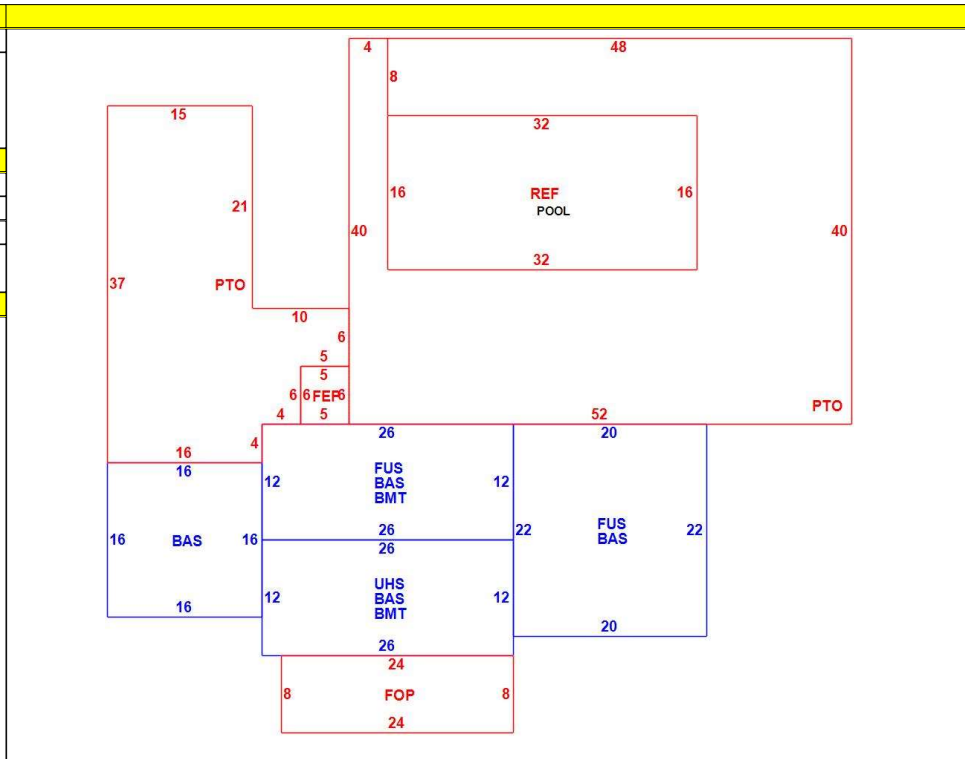 4 48
8
15
32
21
16 REF 16
POOL
40 40
32
37 PTO
10
6
5
5
6 6 FEP 6
4 5 52 PTO
4 26 20
16
16 12 FUS 12
BAS
BMT
22 FUS 22
BAS
16 BAS 16 26
26
UHS
12 BAS 12
BMT
16 20
26
24
8 FOP 8
24